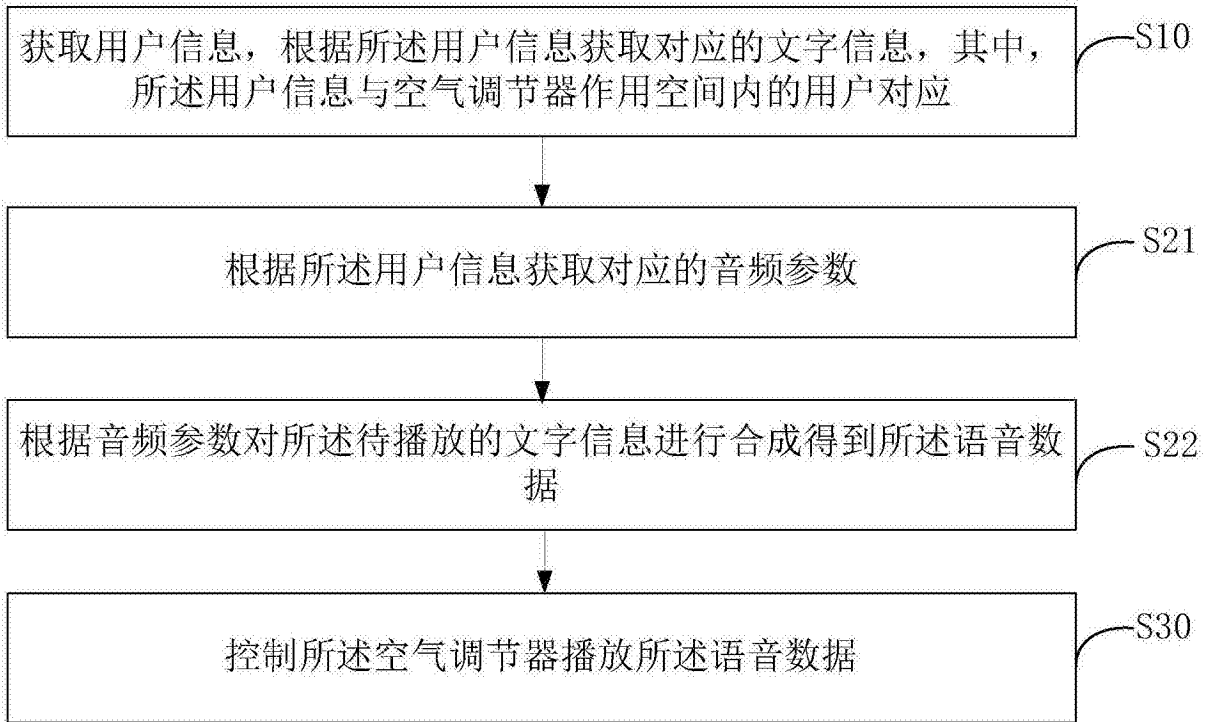 获取用户信息，根据所述用户信息获取对应的文字信息，其中，
所述用户信息与空气调节器作用空间内的用户对应
S10
根据所述用户信息获取对应的音频参数
S21
根据音频参数对所述待播放的文字信息进行合成得到所述语音数
据
S22
控制所述空气调节器播放所述语音数据
S30